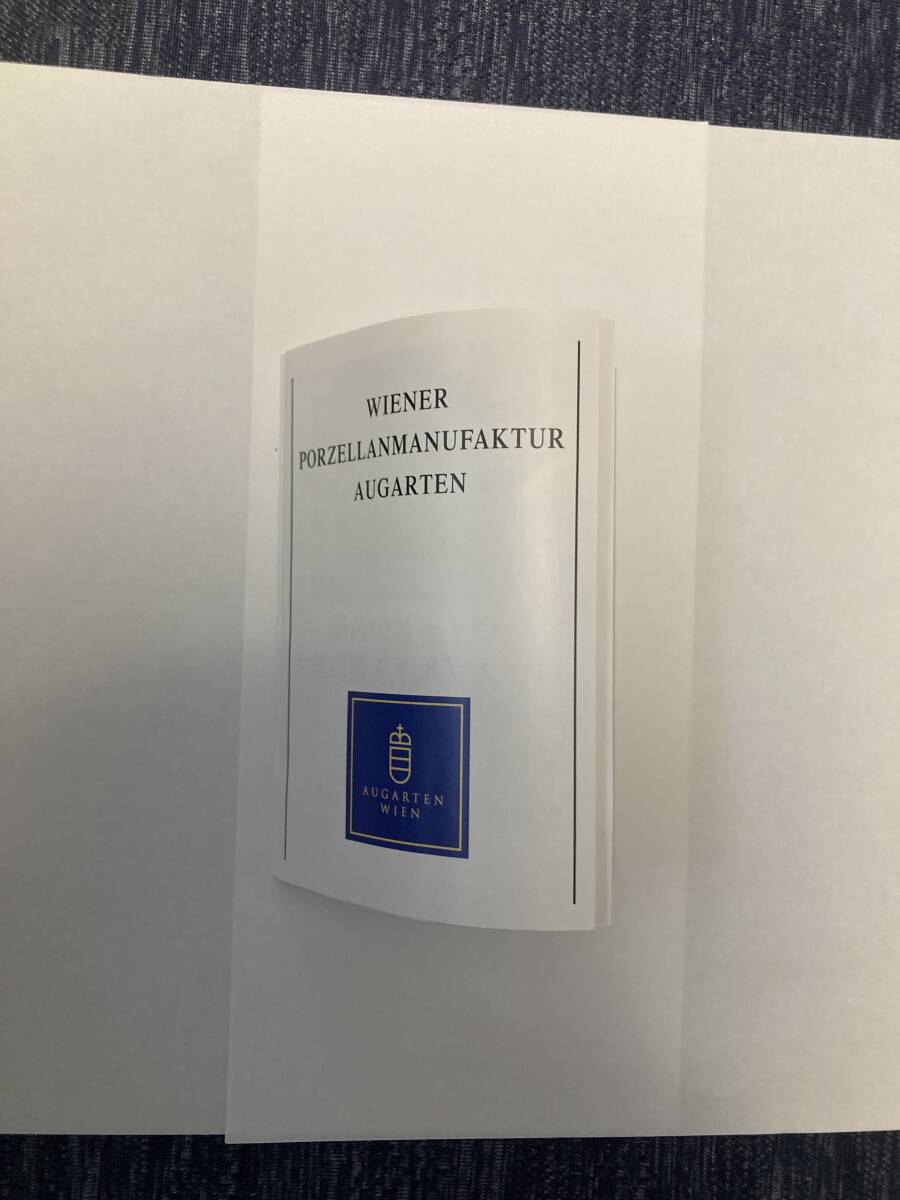 WIENER
PORZELLANMANUFAKTUR
AUGARTEN
AUGARTEN
WIEN